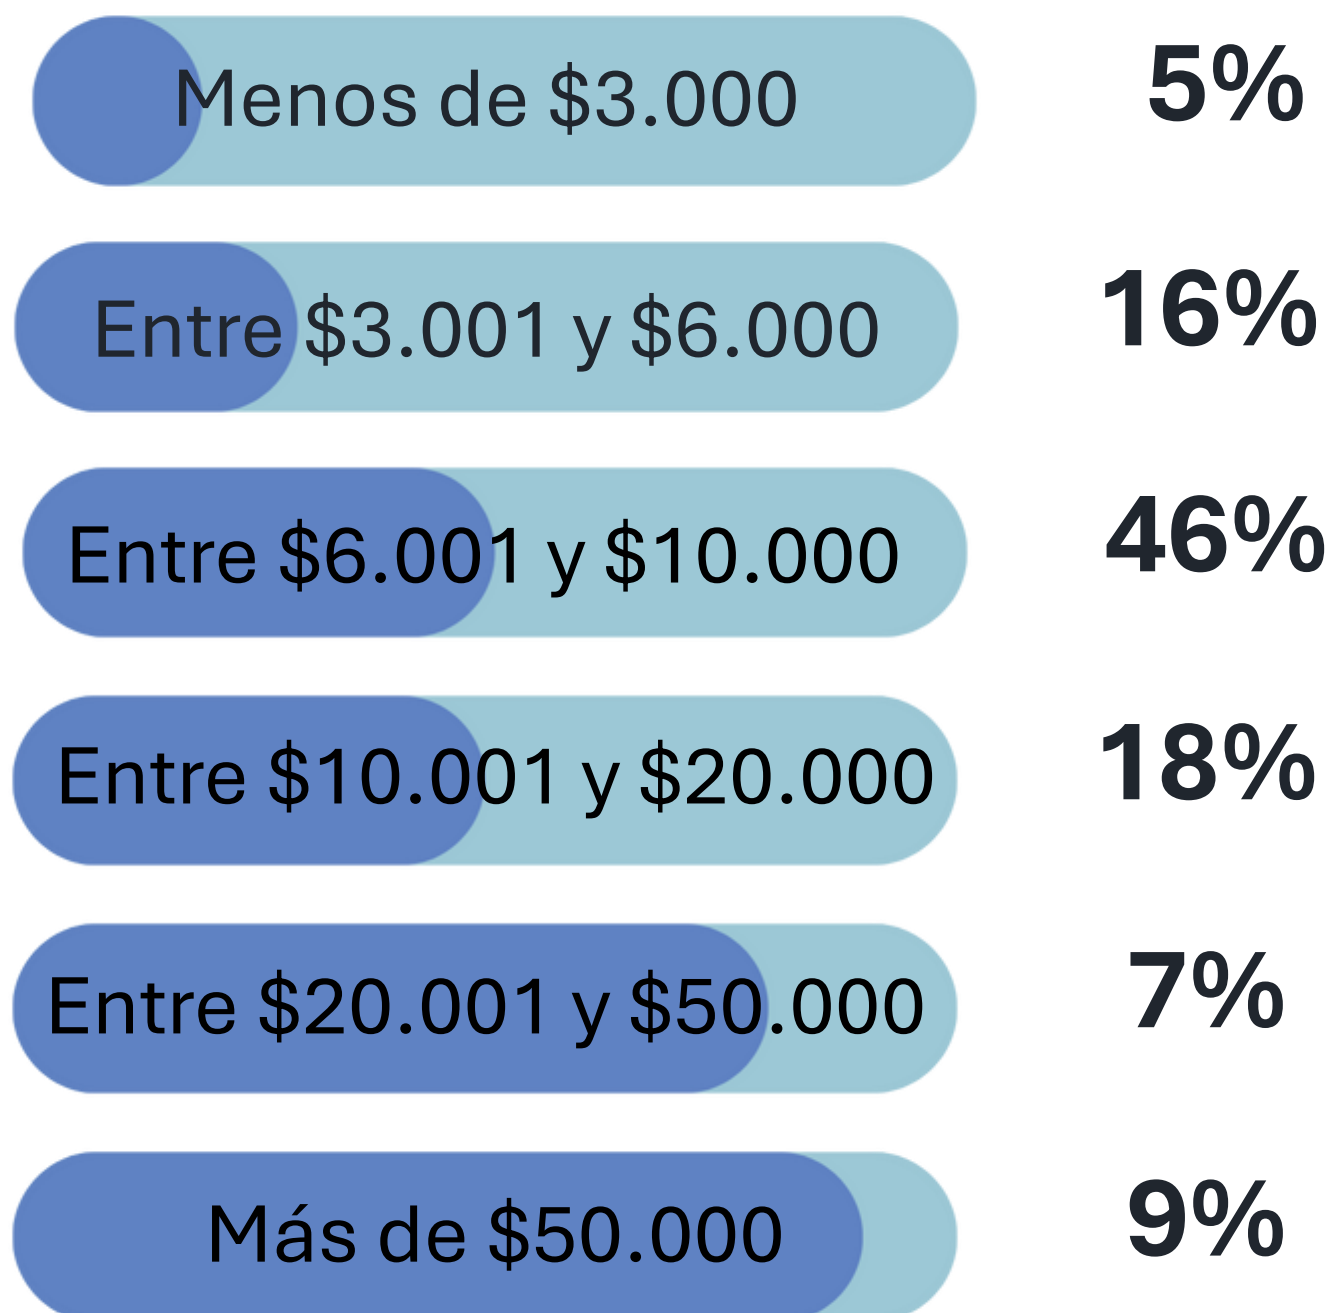 Menos de $3.000 5%
Entre $3.001 y $6.000 16%
Entre $6.001 y $10.000 46%
Entre $10.001 y $20.000 18%
Entre $20.001 y $50.000 7%
Más de $50.000 9%